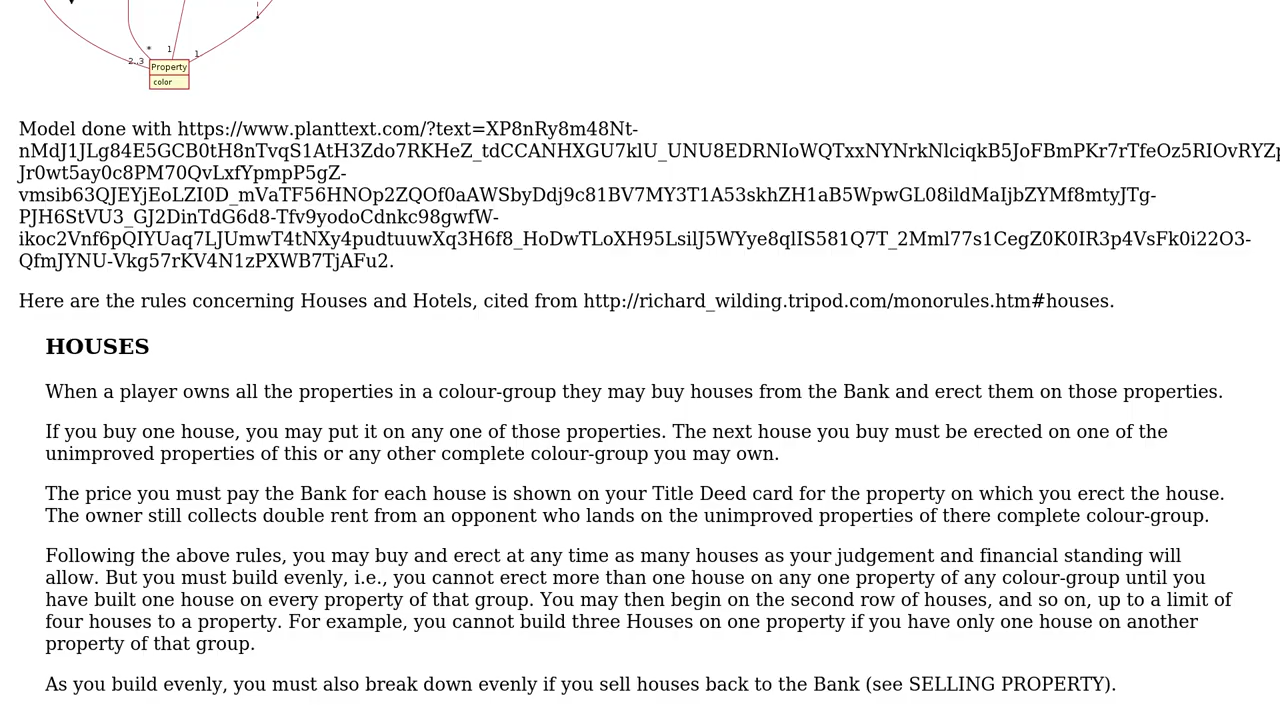 * 1 1
2..3
Property
color
Model done with https://www.planttext.com/?text=XP8nRy8m48Nt-
nMdJ1JLg84E5GCB0tH8nTvqS1AtH3Zdo7RKHeZ_tdCCANHXGU7klU_UNU8EDRNIoWQTxxNYNrkNlciqkB5JoFBmPKr7rTfeOz5RIOvRYZp
Jr0wt5ay0c8PM70QvLxfYpmpP5gZ-
vmsib63QJEYjEoLZI0D_mVaTF56HNOp2ZQOf0aAWSbyDdj9c81BV7MY3T1A53skhZH1aB5WpwGL08ildMaIjbZYMf8mtyJTg-
PJH6StVU3_GJ2DinTdG6d8-Tfv9yodoCdnkc98gwfW-
ikoc2Vnf6pQIYUaq7LJUmwT4tNXy4pudtuuwXq3H6f8_HoDwTLoXH95LsilJ5WYye8qlIS581Q7T_2Mml77s1CegZ0K0IR3p4VsFk0i22O3-
QfmJYNU-Vkg57rKV4N1zPXWB7TjAFu2.
Here are the rules concerning Houses and Hotels, cited from http://richard_wilding.tripod.com/monorules.htm#houses.
HOUSES
When a player owns all the properties in a colour-group they may buy houses from the Bank and erect them on those properties.
If you buy one house, you may put it on any one of those properties. The next house you buy must be erected on one of the
unimproved properties of this or any other complete colour-group you may own.
The price you must pay the Bank for each house is shown on your Title Deed card for the property on which you erect the house.
The owner still collects double rent from an opponent who lands on the unimproved properties of there complete colour-group.
Following the above rules, you may buy and erect at any time as many houses as your judgement and financial standing will
allow. But you must build evenly, i.e., you cannot erect more than one house on any one property of any colour-group until you
have built one house on every property of that group. You may then begin on the second row of houses, and so on, up to a limit of
four houses to a property. For example, you cannot build three Houses on one property if you have only one house on another
property of that group.
As you build evenly, you must also break down evenly if you sell houses back to the Bank (see SELLING PROPERTY).